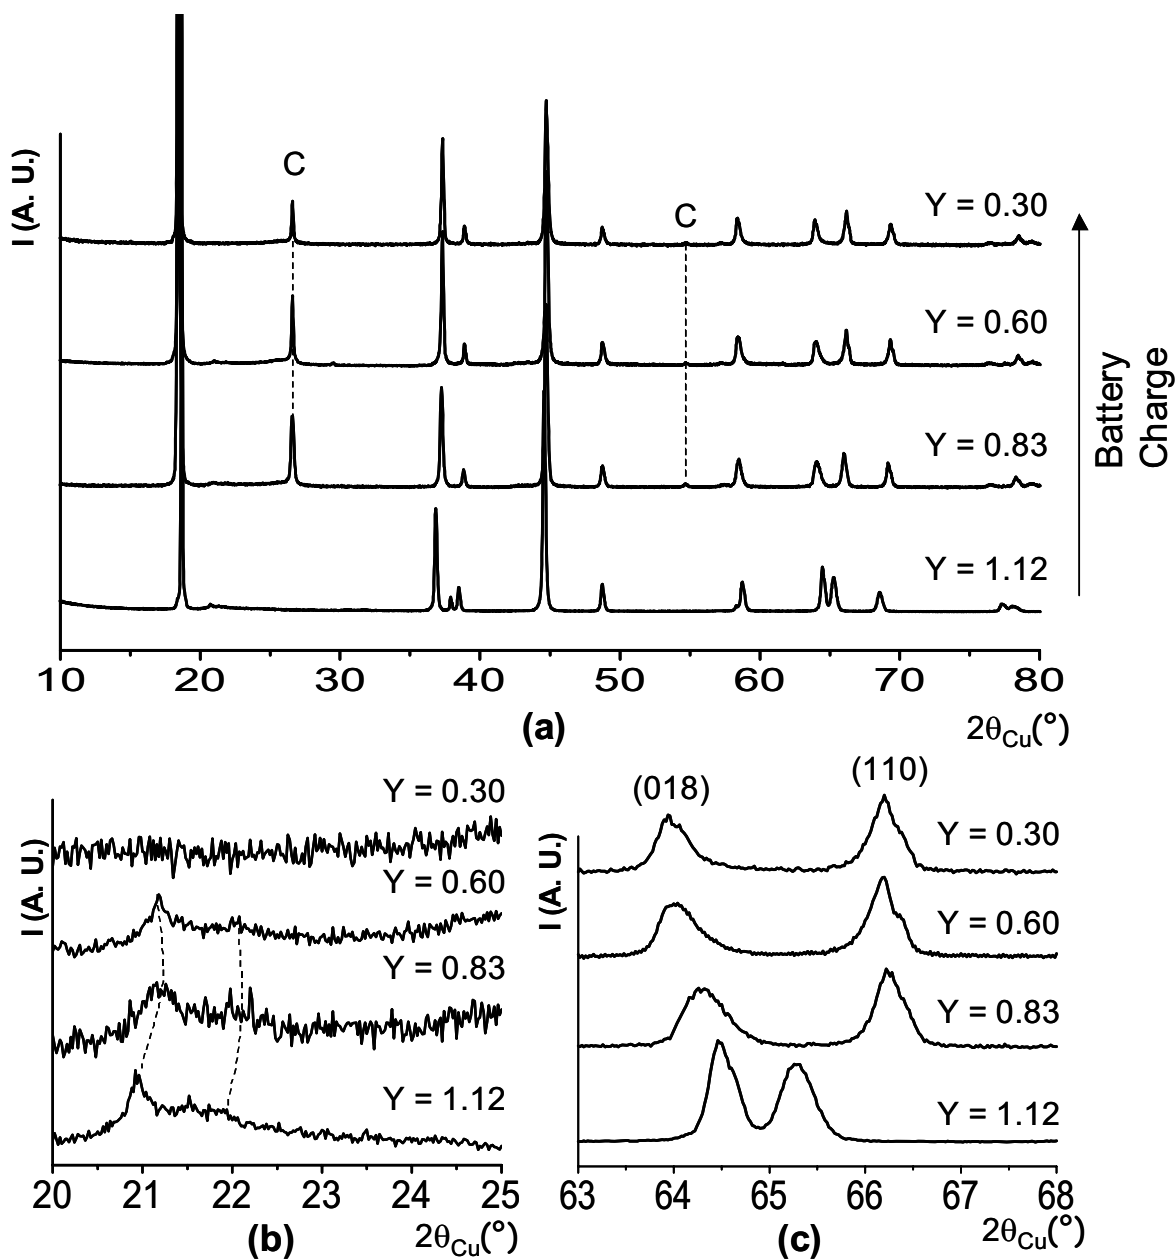 I (A. U.)
C
C
Y = 0.30
Y = 0.60
Y = 0.83
Y = 1.12
Battery
Charge
10 20 30 40 50 60 70 80
(a)
2θCu(°)
I (A. U.)
Y = 0.30
Y = 0.60
Y = 0.83
Y = 1.12
20 21 22 23 24 25
(b)
2θCu(°)
I (A. U.)
(018) (110)
Y = 0.30
Y = 0.60
Y = 0.83
Y = 1.12
63 64 65 66 67 68
(c)
2θCu(°)